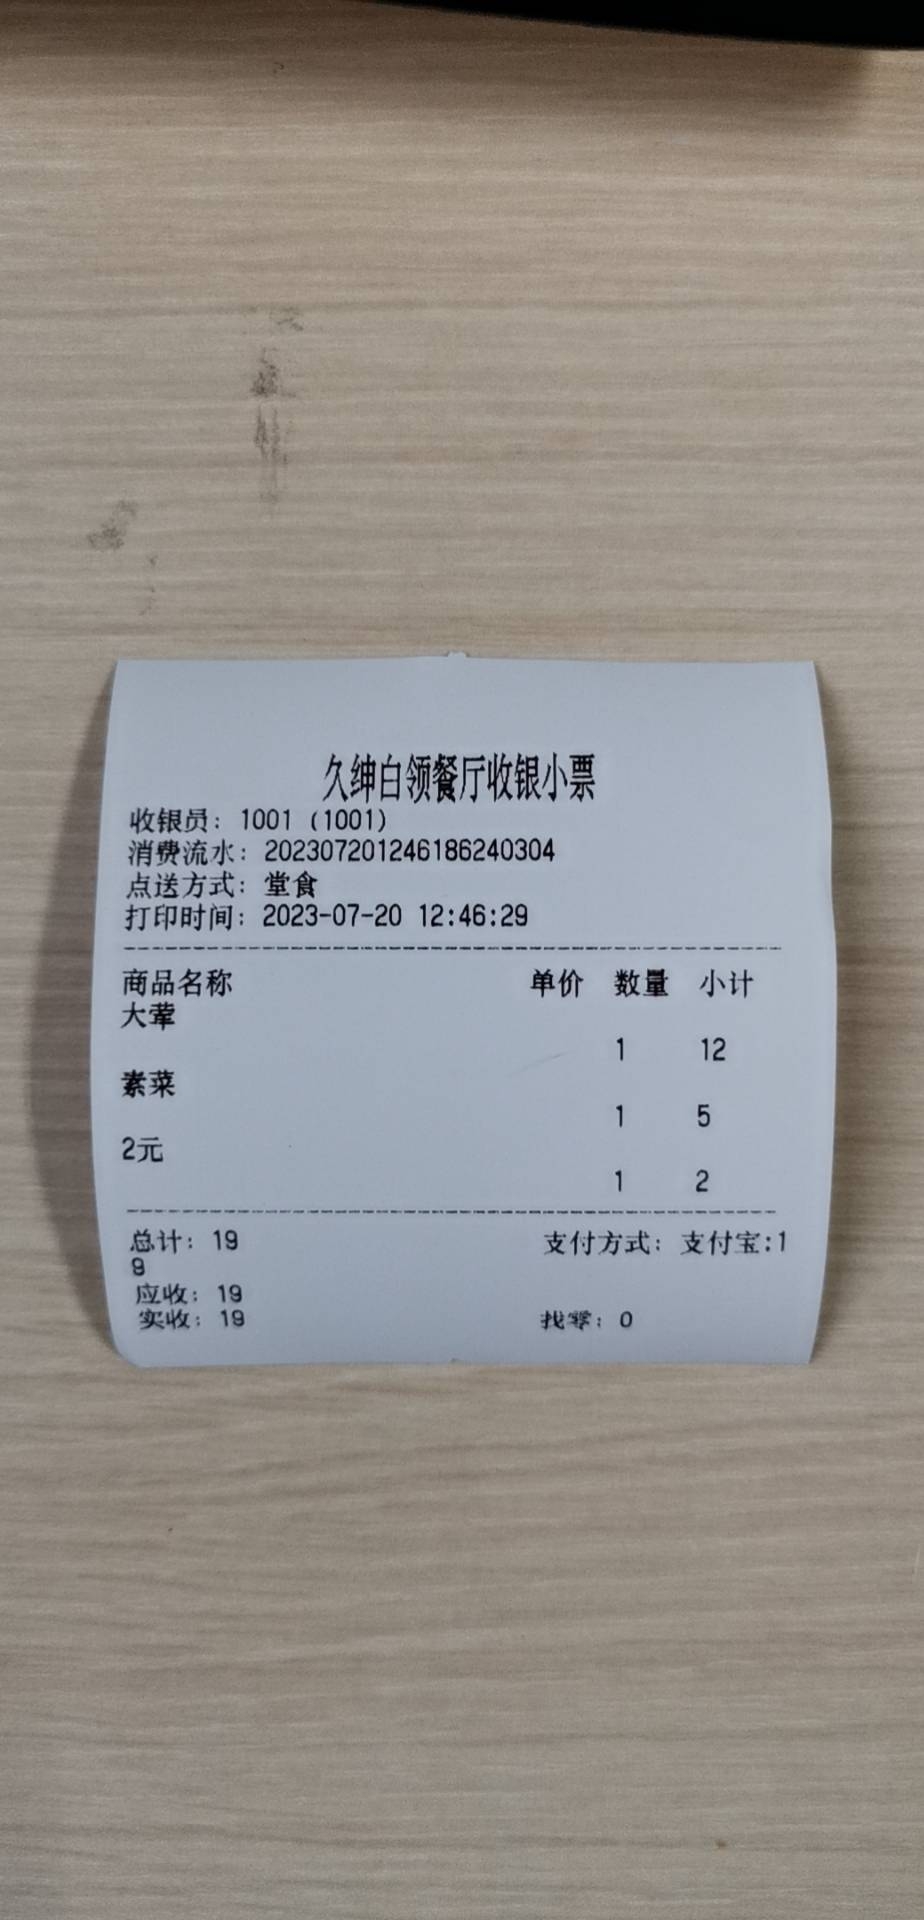 久绅白领餐厅收银小票
收银员: 1001 (1001)
消费流水: 202307201246186240304
点送方式: 堂食
打印时间: 2023-07-20 12:46:29
商品名称 单价 数量 小计
大荤
1 12
素菜
1 5
2元
1 2
总计: 19 支付方式: 支付宝:1
9
应收: 19
实收: 19 找零: 0